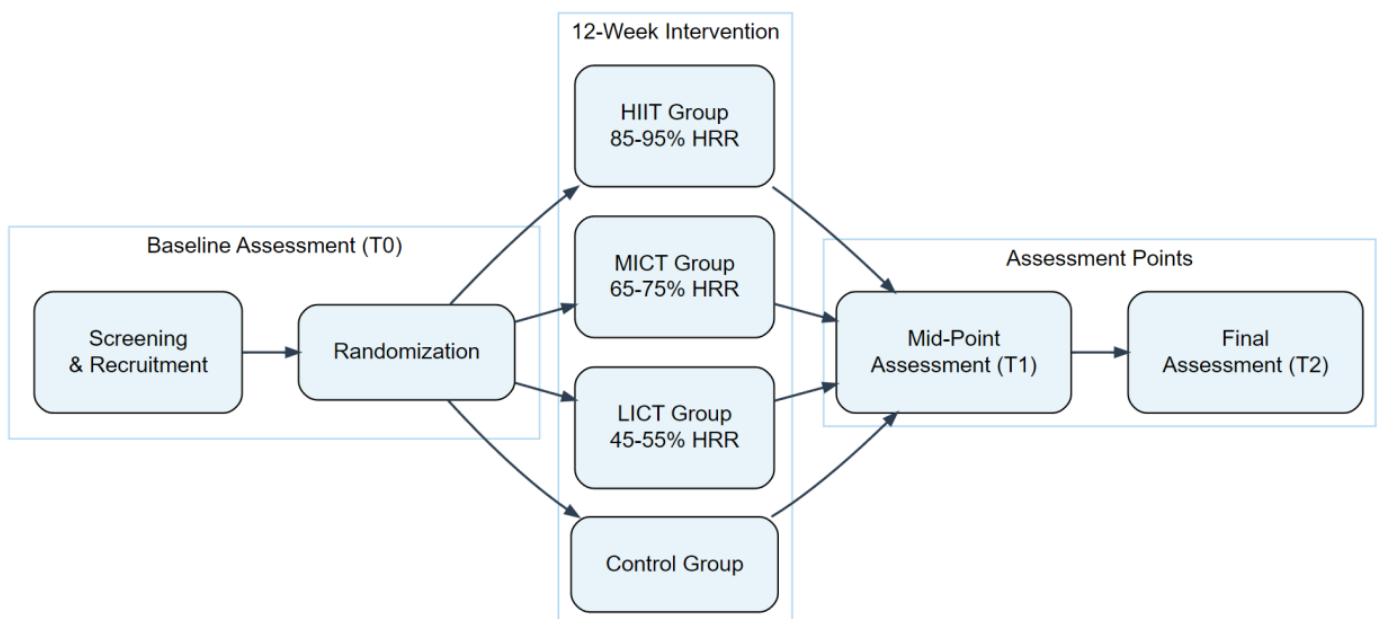 Baseline Assessment (T0)
Screening
& Recruitment
Randomization
12-Week Intervention
HIIT Group
85-95% HRR
MICT Group
65-75% HRR
LICT Group
45-55% HRR
Control Group
Assessment Points
Mid-Point
Assessment (T1)
Final
Assessment (T2)